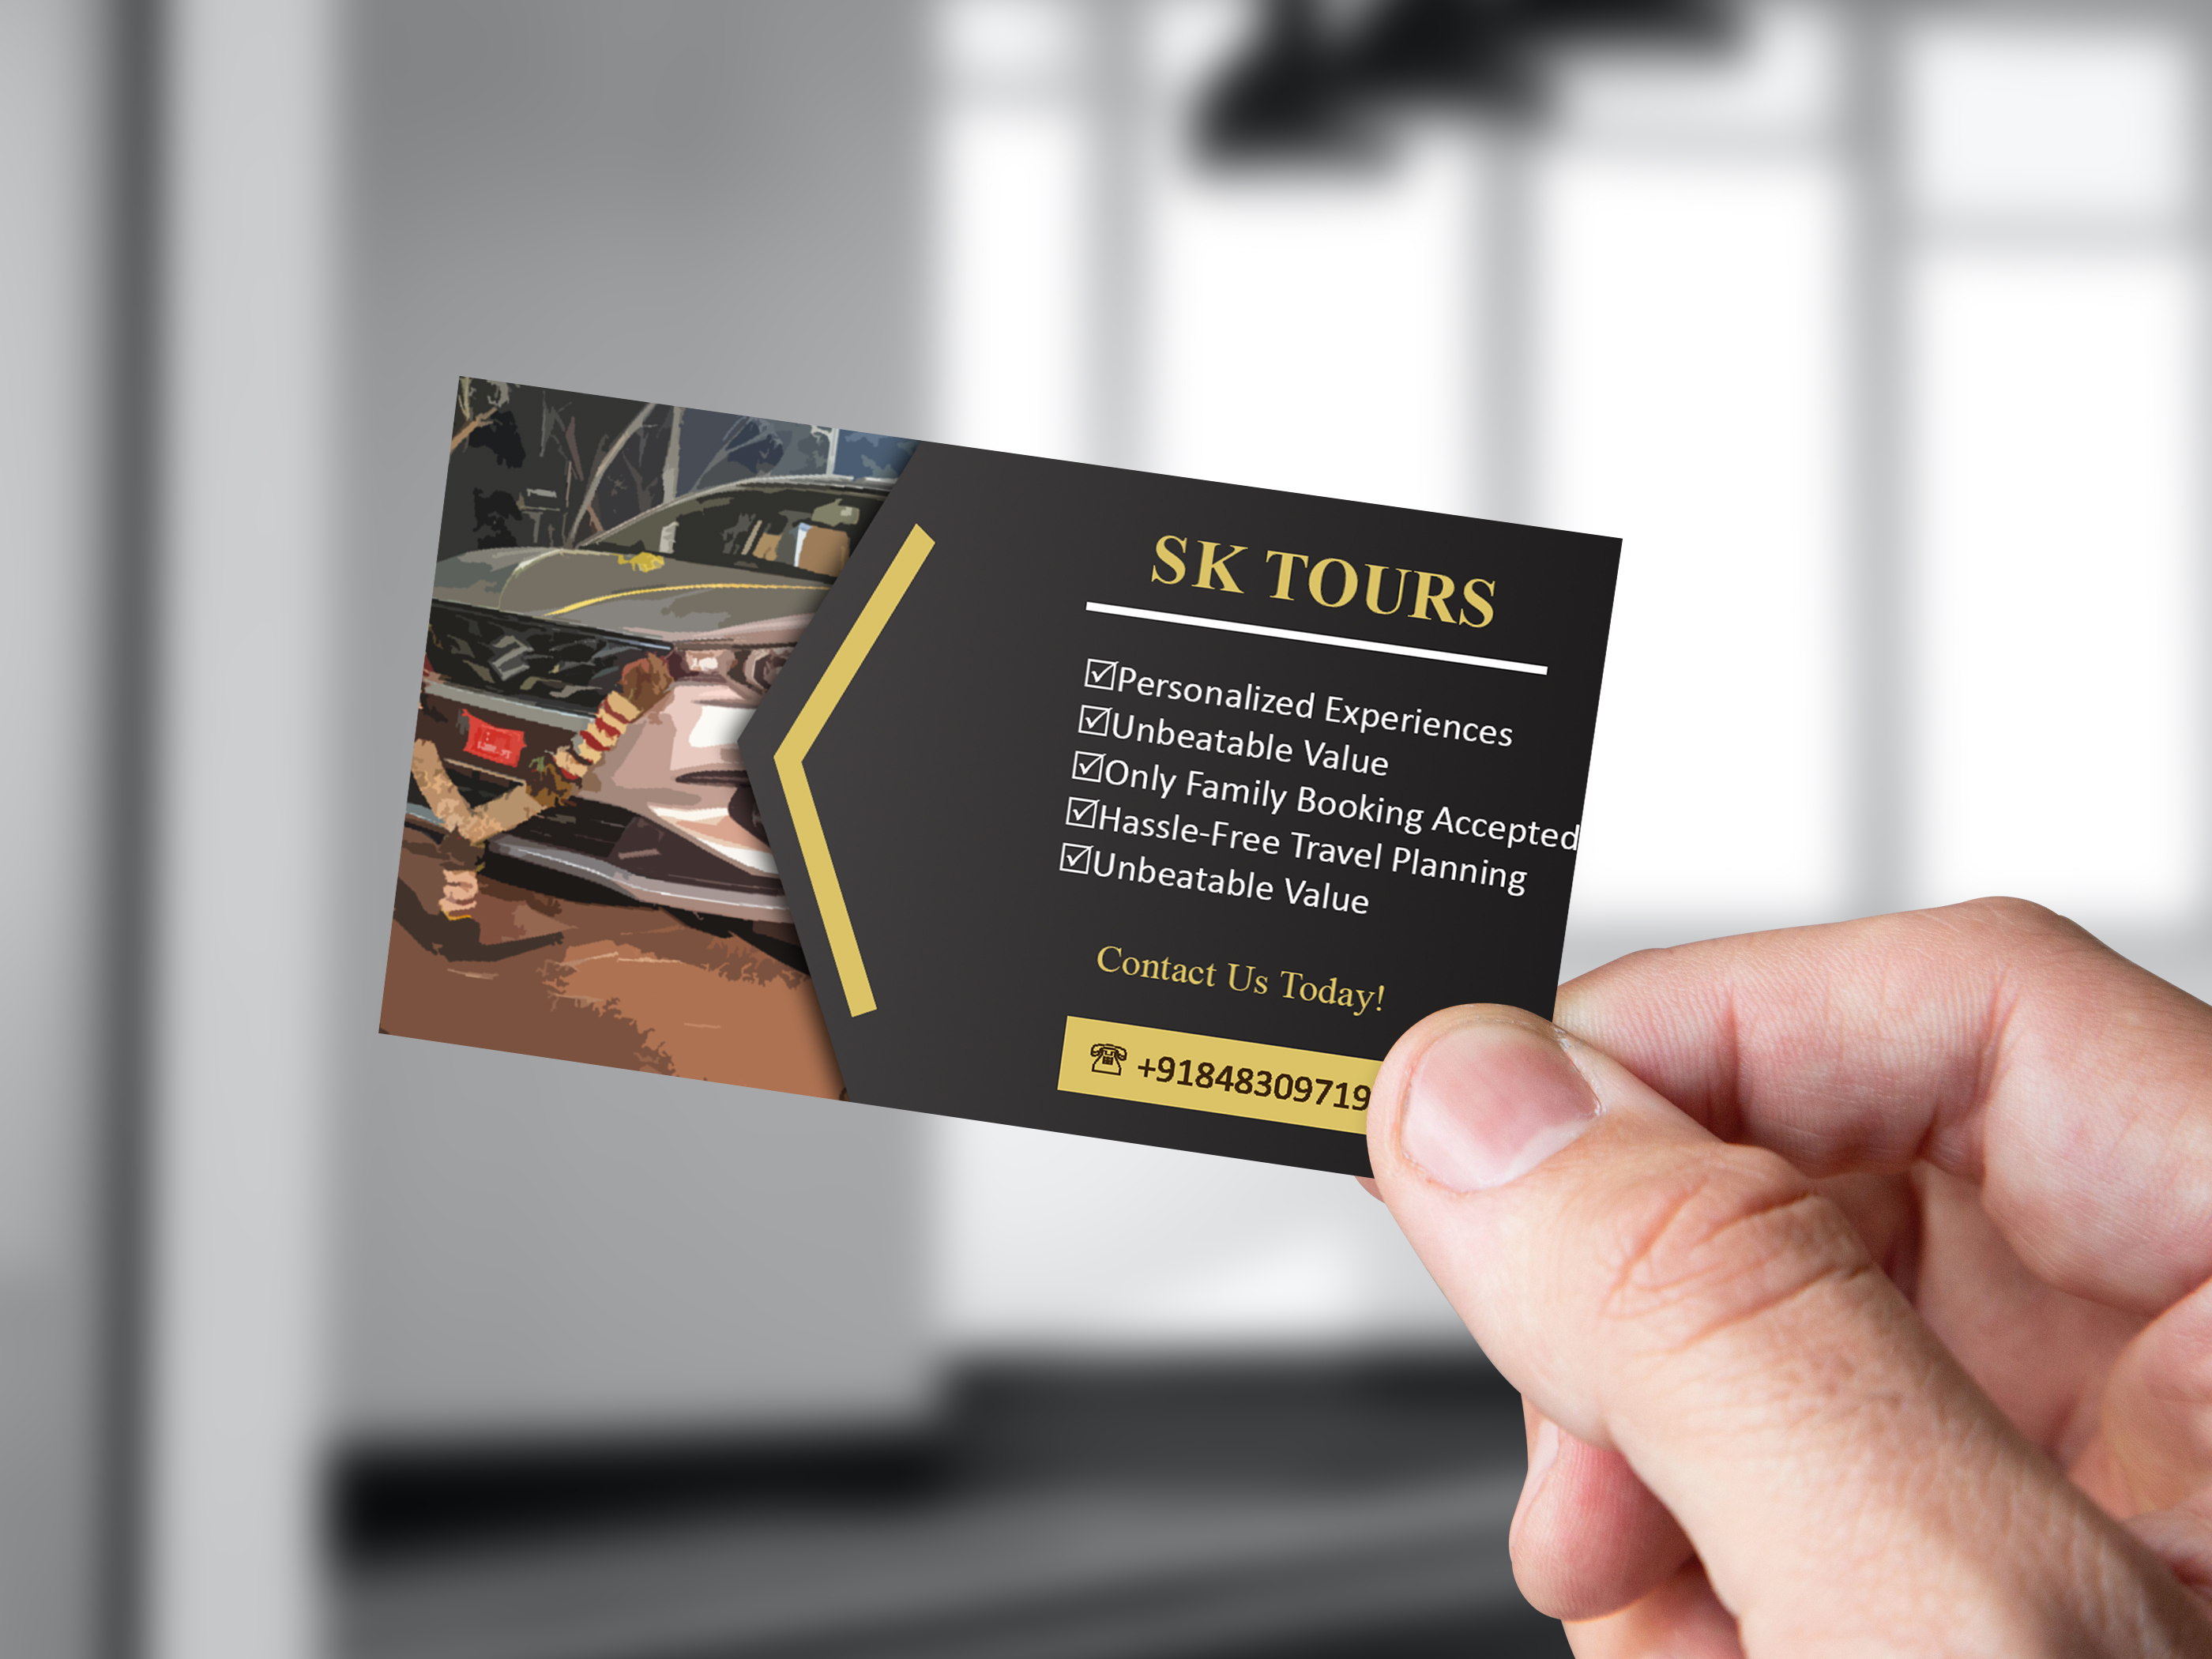 SK TOURS
☑Personalized Experiences
☑Unbeatable Value
☑Only Family Booking Accepted
☑Hassle-Free Travel Planning
☑Unbeatable Value
Contact Us Today!
☏ +91848309719